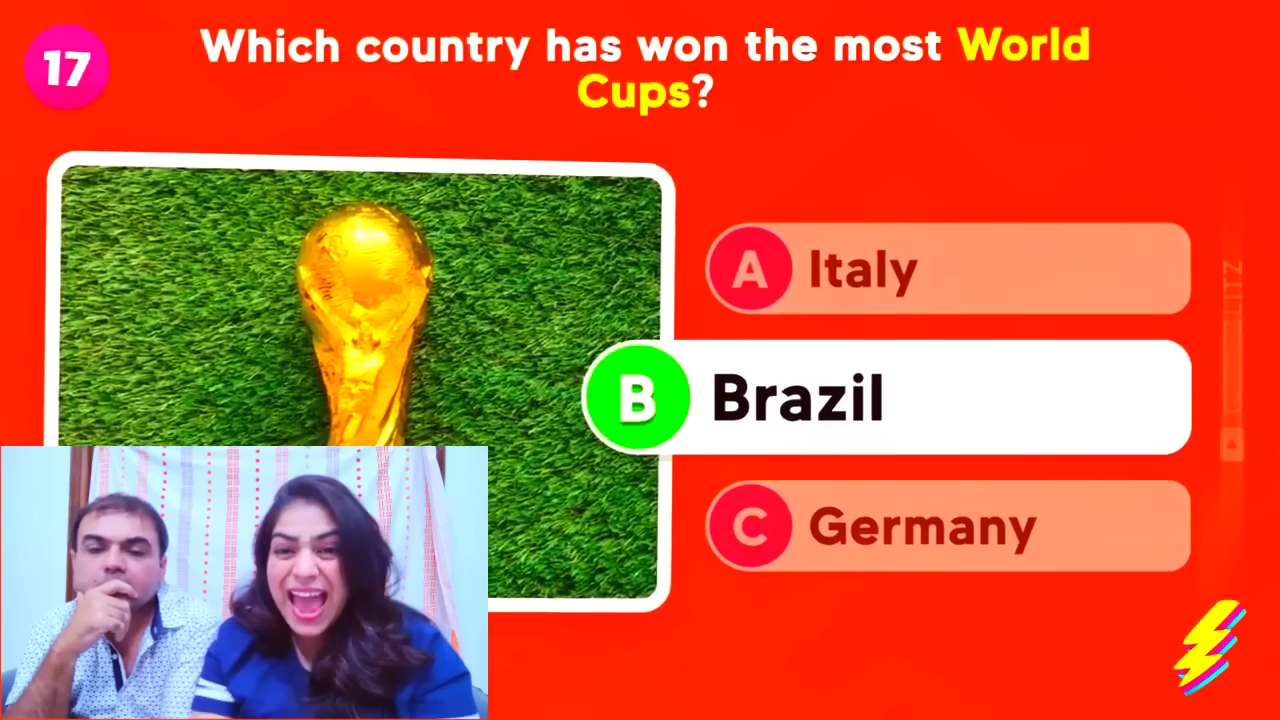 17
Which country has won the most World
Cups?
A Italy
B Brazil
C Germany